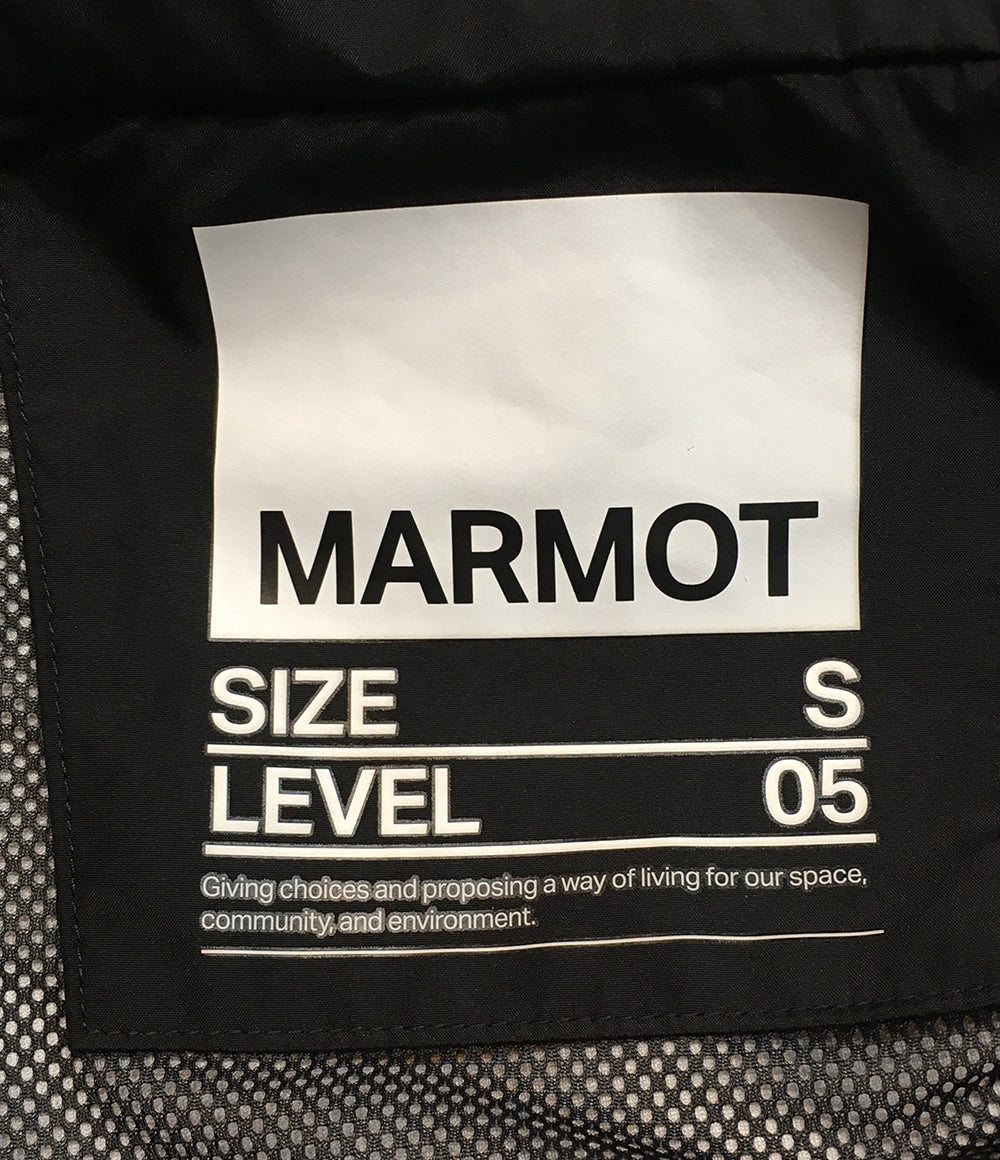 MARMOT
SIZE S
LEVEL 05
Giving choices and proposing a way of living for our space,
community, and environment.